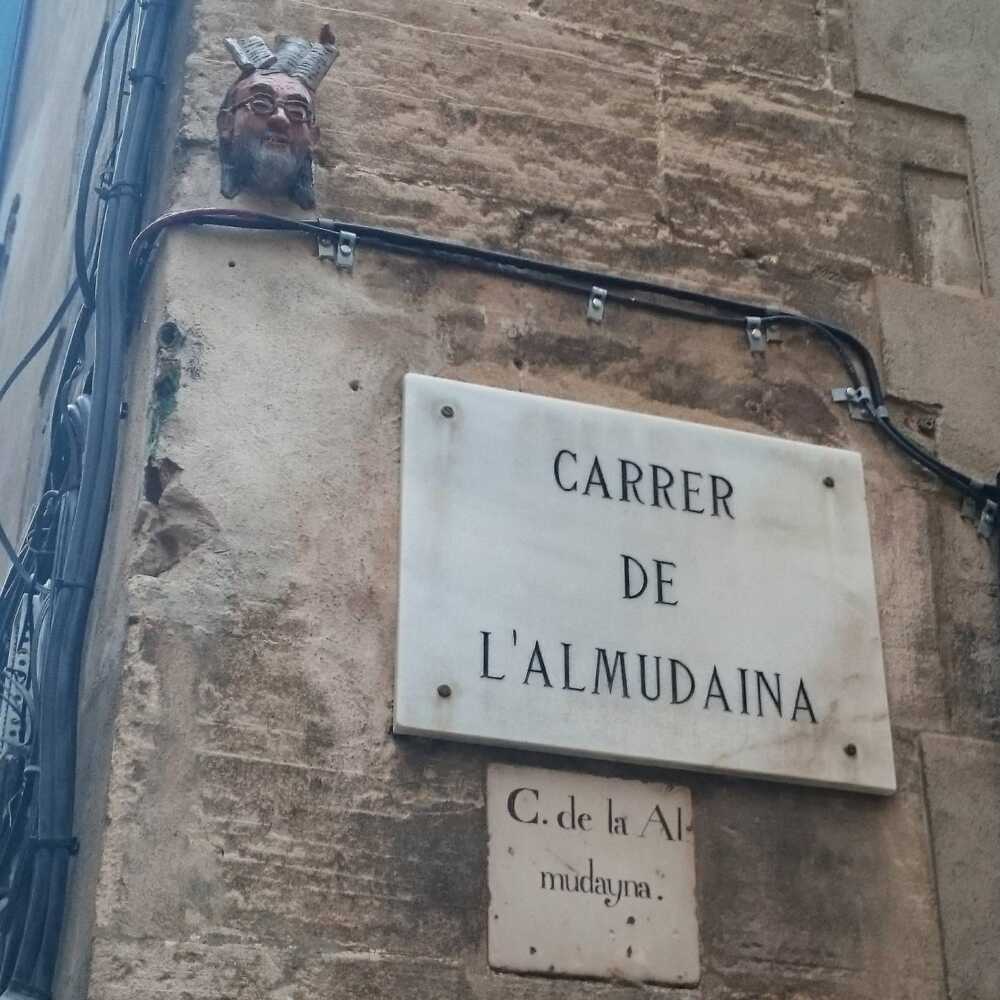 CARRER
DE
L'ALMUDAINA
C. de la Al-
mudayna.